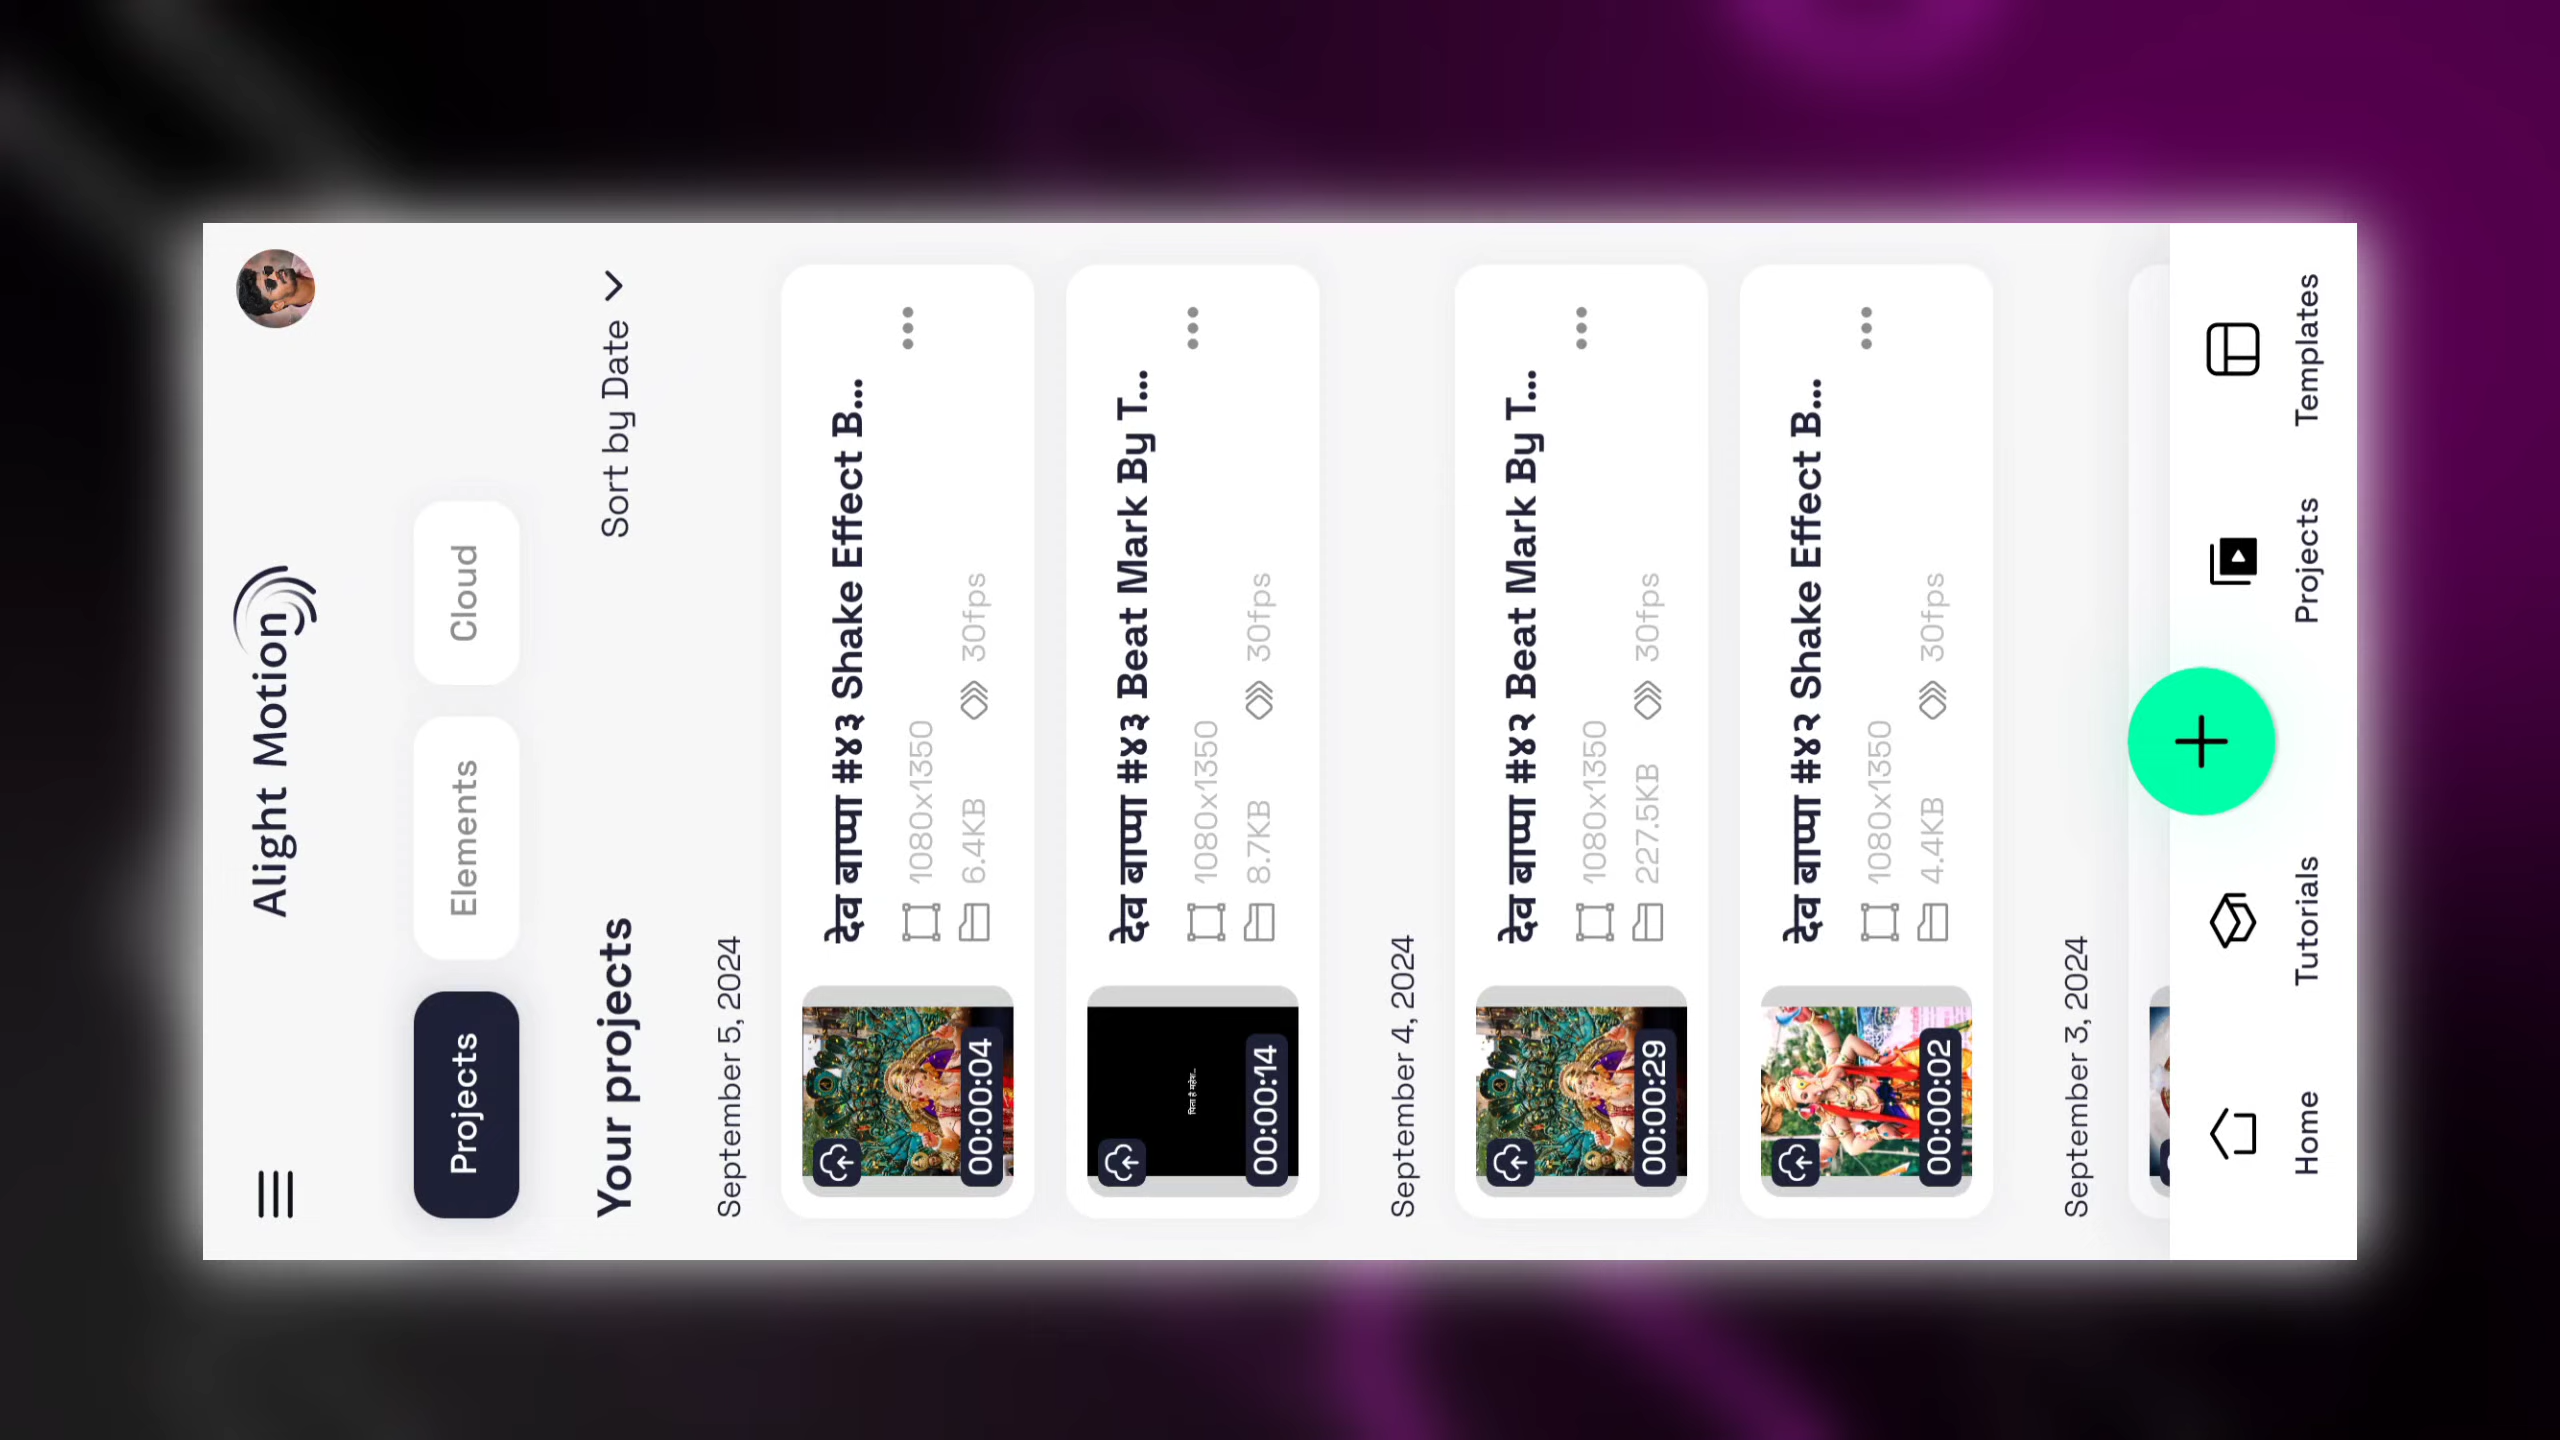 Alight Motion
Projects
Elements
Cloud
Your projects
Sort by Date
September 5, 2024
देव बाप्पा #४३ Shake Effect B...
1080x1350
6.4KB
30fps
00:00:04
देव बाप्पा #४३ Beat Mark By T...
1080x1350
8.7KB
30fps
00:00:14
September 4, 2024
देव बाप्पा #४२ Beat Mark By T...
1080x1350
227.5KB
30fps
00:00:29
देव बाप्पा #४२ Shake Effect B...
1080x1350
4.4KB
30fps
00:00:02
September 3, 2024
Home
Tutorials
Projects
Templates